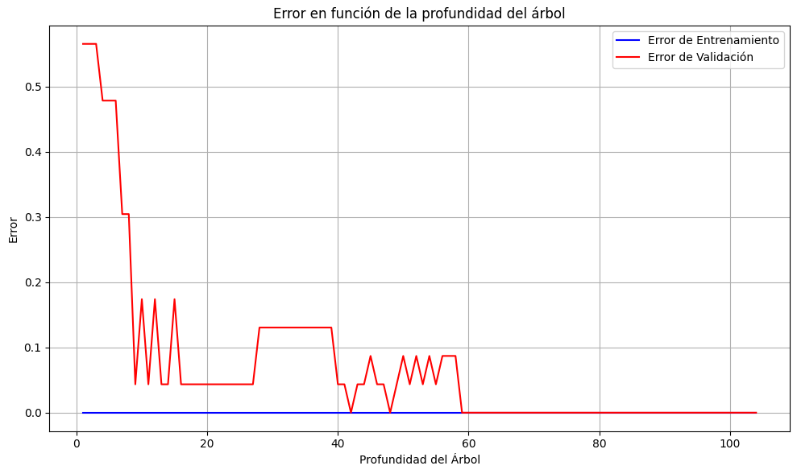 Error en función de la profundidad del árbol
Error de Entrenamiento
Error de Validación
Error
0.5
0.4
0.3
0.2
0.1
0.0
0 20 40 60 80 100
Profundidad del Árbol